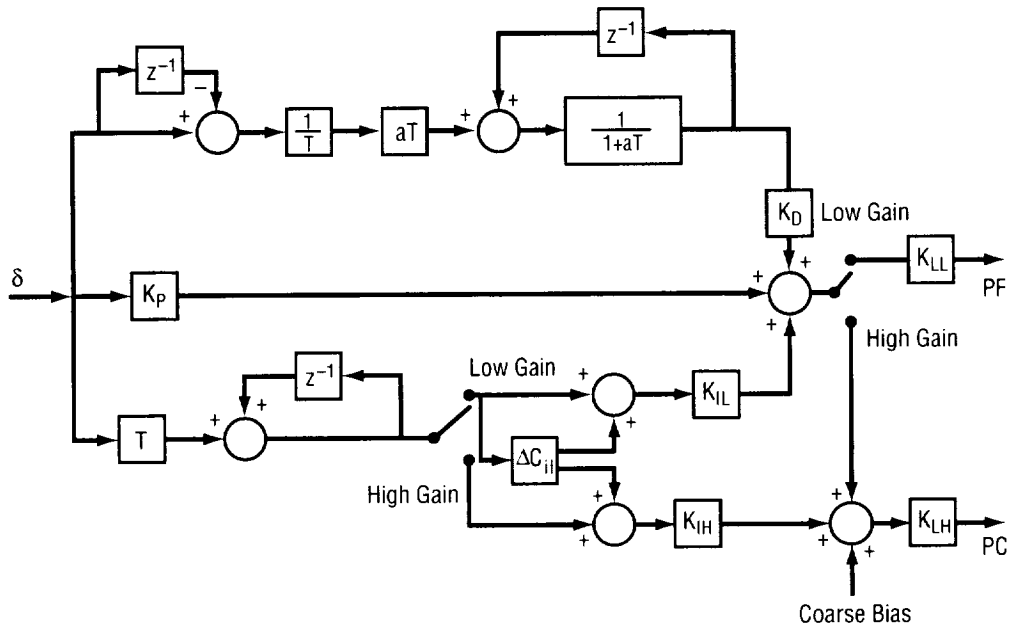 z⁻¹
z⁻¹
−
+
1/T
aT
+
+
1/1+aT
K_D
Low Gain
δ
K_P
+
+
+
K_LL
PF
High Gain
z⁻¹
Low Gain
+
+
T
+
+
K_IL
ΔC_il
High Gain
+
+
K_IH
+
+
+
K_LH
PC
Coarse Bias